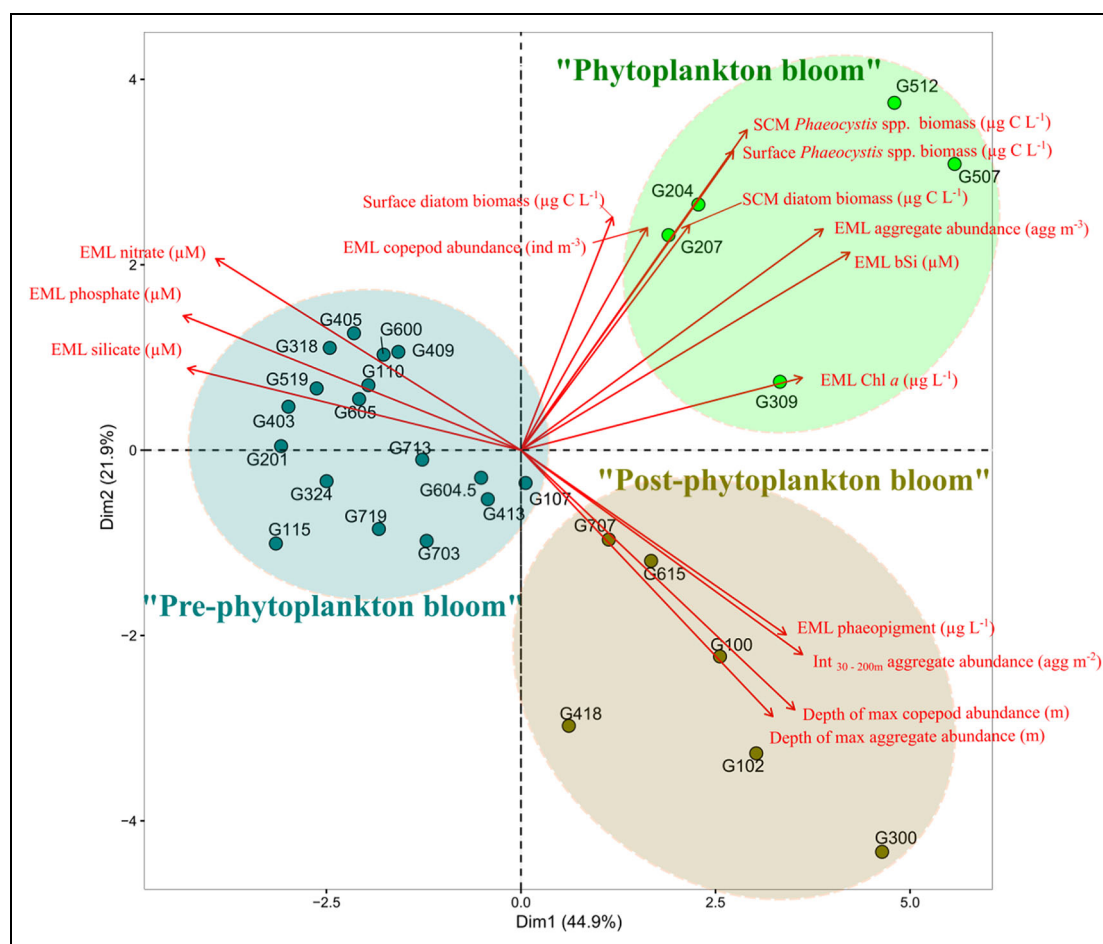 "Phytoplankton bloom"
4
G512
SCM Phaeocystis spp. biomass (µg C L⁻¹)
Surface Phaeocystis spp. biomass (µg C L⁻¹)
G507
G204
Surface diatom biomass (µg C L⁻¹)
SCM diatom biomass (µg C L⁻¹)
EML copepod abundance (ind m⁻³)
G207
EML aggregate abundance (agg m⁻³)
EML nitrate (µM)
EML bSi (µM)
2
EML phosphate (µM)
G405
G600
G318
G409
EML silicate (µM)
G519
G110
EML Chl a (µg L⁻¹)
G403
G605
G309
0
G201
G713
"Post-phytoplankton bloom"
G324
G604.5
G107
G115
G719
G413
G707
G703
G615
"Pre-phytoplankton bloom"
EML phaeopigment (µg L⁻¹)
−2
G100
Int 30 - 200m aggregate abundance (agg m⁻²)
G418
Depth of max copepod abundance (m)
Depth of max aggregate abundance (m)
G102
−4
G300
−2.5
0.0
2.5
5.0
Dim1 (44.9%)
Dim2 (21.9%)